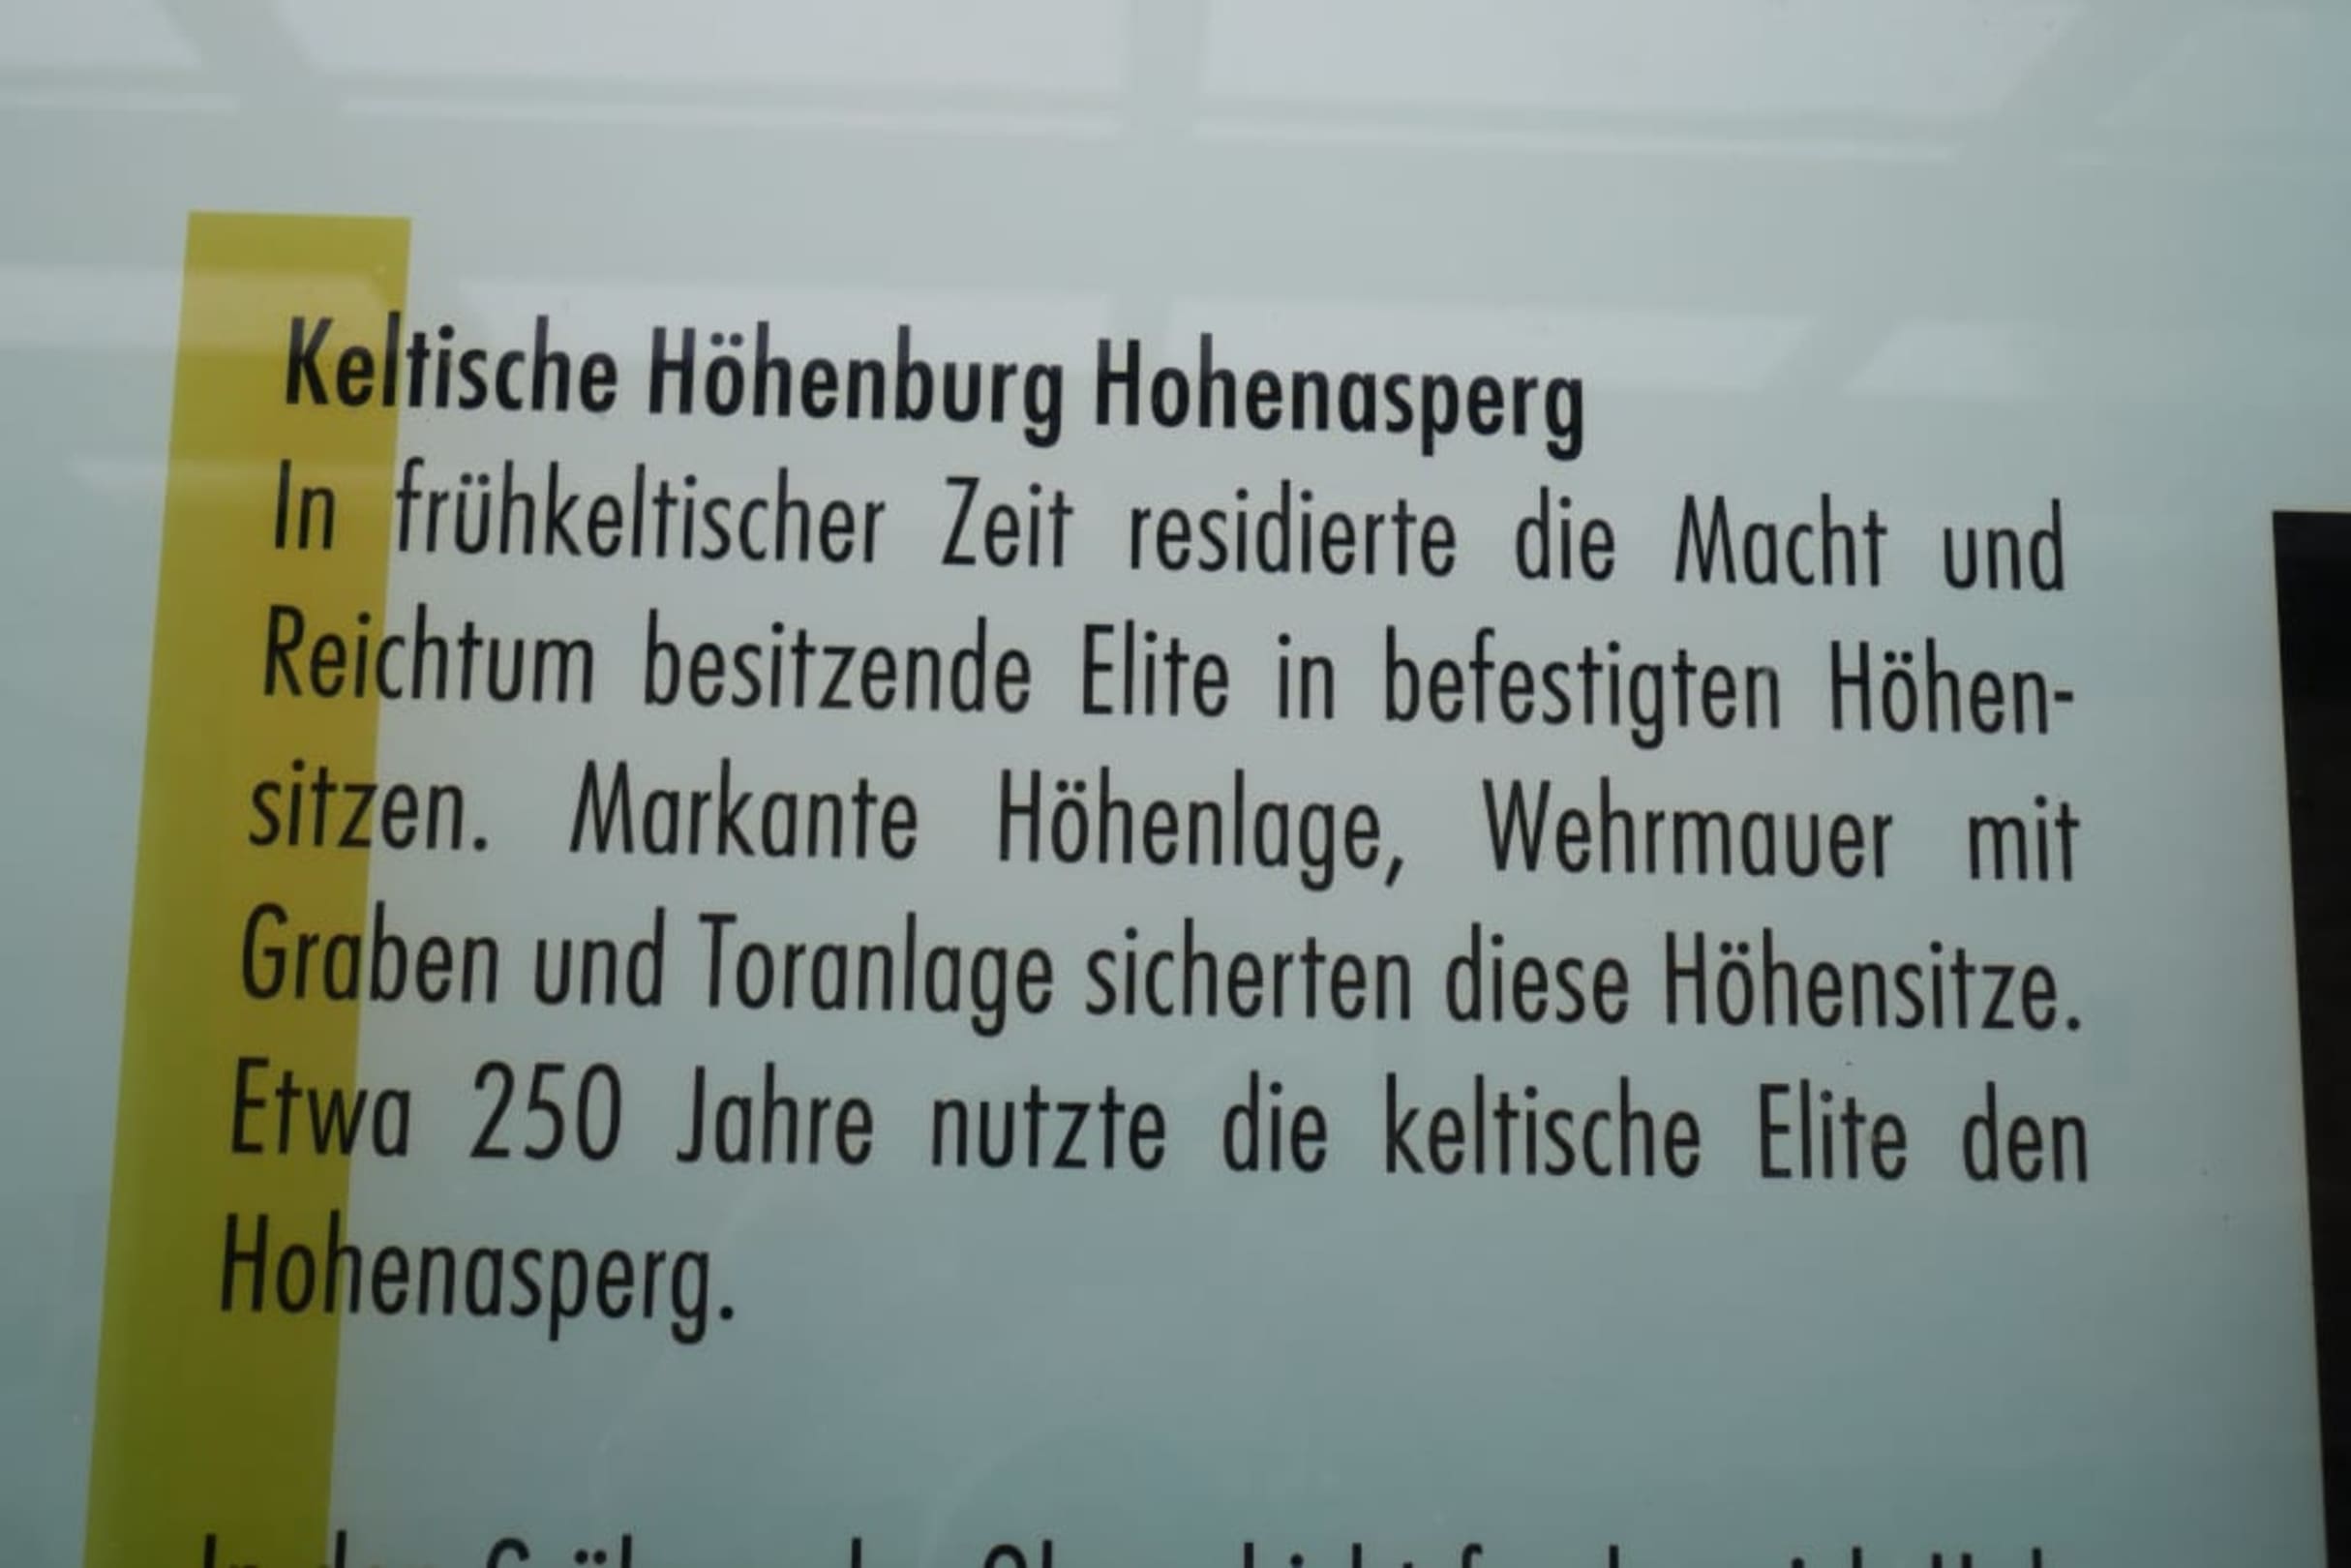 Keltische Höhenburg Hohenasperg
In frühkeltischer Zeit residierte die Macht und
Reichtum besitzende Elite in befestigten Höhen-
sitzen. Markante Höhenlage, Wehrmauer mit
Graben und Toranlage sicherten diese Höhensitze.
Etwa 250 Jahre nutzte die keltische Elite den
Hohenasperg.